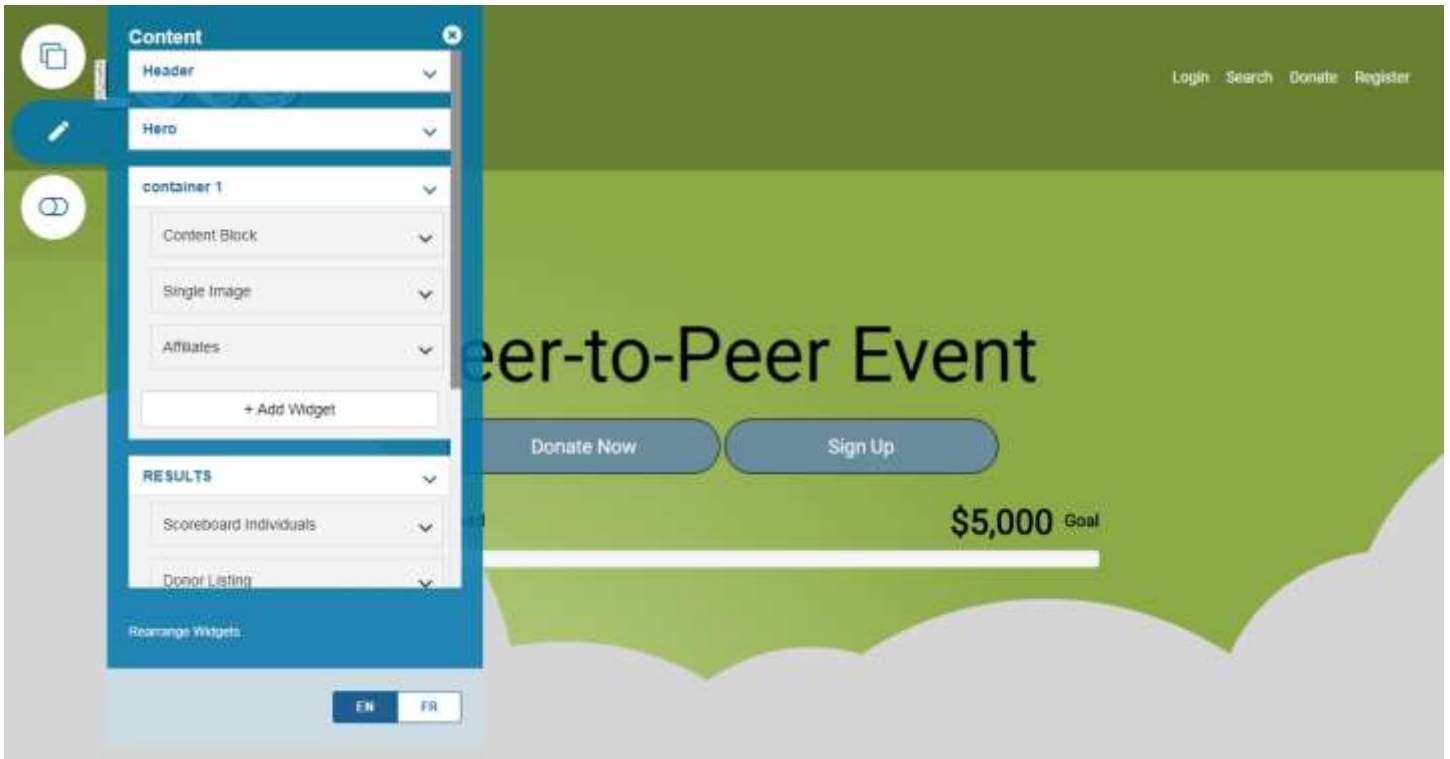 Content
Header
Login Search Donate Register
Hero
container 1
Content Block
Single Image
Affiliates
eer-to-Peer Event
+ Add Widget
Donate Now
Sign Up
RESULTS
Scoreboard Individuals
$5,000 Goal
Donor Listing
Rearrange Widgets
EN FR